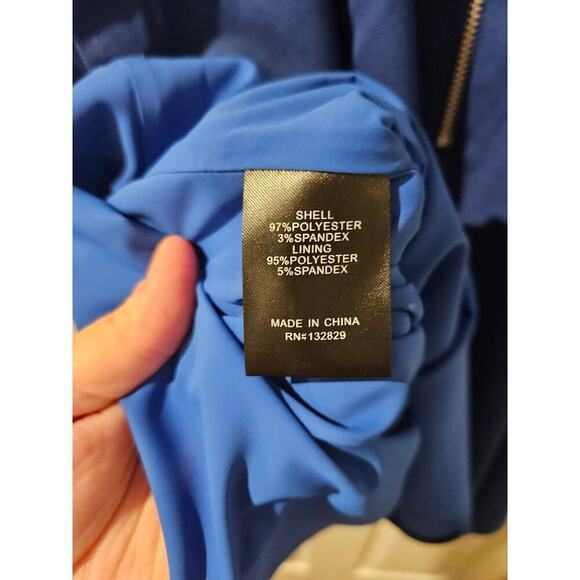 SHELL
97%POLYESTER
3%SPANDEX
LINING
95%POLYESTER
5%SPANDEX
MADE IN CHINA
RN#132829